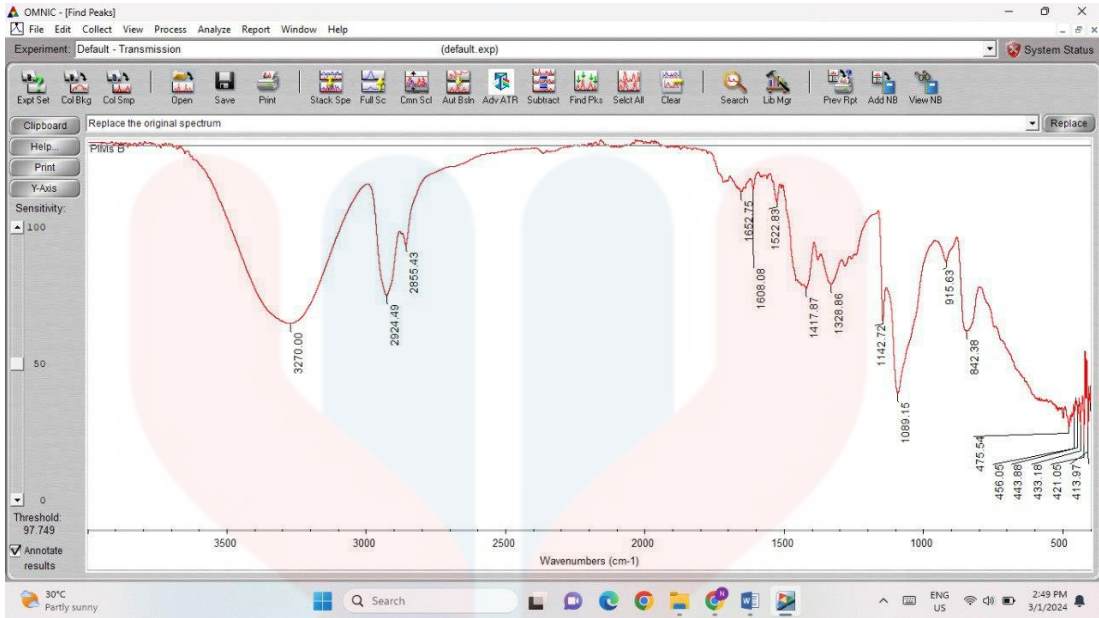 OMNIC - [Find Peaks]
File Edit Collect View Process Analyze Report Window Help
Experiment: Default - Transmission (default.exp) System Status
Expt Set Col Bkg Col Smp Open Save Print Stack Spe Full Sc Cmn Scl Aut Bsln Adv ATR Subtract Find Pks Selct All Clear Search Lib Mgr Prev Rpt Add NB View NB
Clipboard Replace the original spectrum Replace
Help...
Print
Y-Axis
Sensitivity:
100
50
0
Threshold:
97.749
Annotate
results
PIMs B
3270.00
2924.49
2855.43
1652.75
1608.08
1522.83
1417.87
1328.86
1142.72
1089.15
915.63
842.38
475.54
456.05
443.88
433.18
421.05
413.97
3500 3000 2500 2000 1500 1000 500
Wavenumbers (cm-1)
30°C
Partly sunny
Search
ENG
US
2:49 PM
3/1/2024